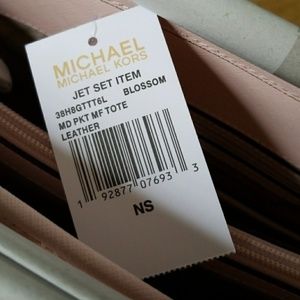 MICHAEL
MICHAEL KORS
JET SET ITEM
38H8GTTT6L BLOSSOM
MD PKT MF TOTE
LEATHER
1 92877 07693 3
NS